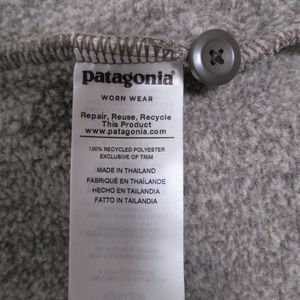 patagonia®
WORN WEAR
Repair, Reuse, Recycle
This Product
www.patagonia.com
100% RECYCLED POLYESTER
EXCLUSIVE OF TRIM
MADE IN THAILAND
FABRIQUÉ EN THAÏLANDE
HECHO EN TAILANDIA
FATTO IN TAILANDIA